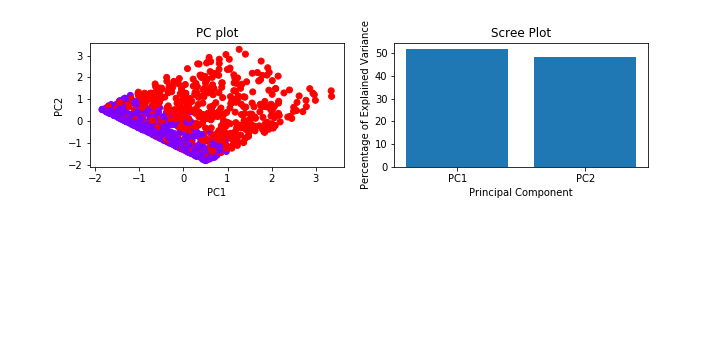 PC plot
3
2
1
0
−1
−2
PC2
−2
−1
0
1
2
3
PC1
Scree Plot
50
40
30
20
10
0
Percentage of Explained Variance
PC1
PC2
Principal Component